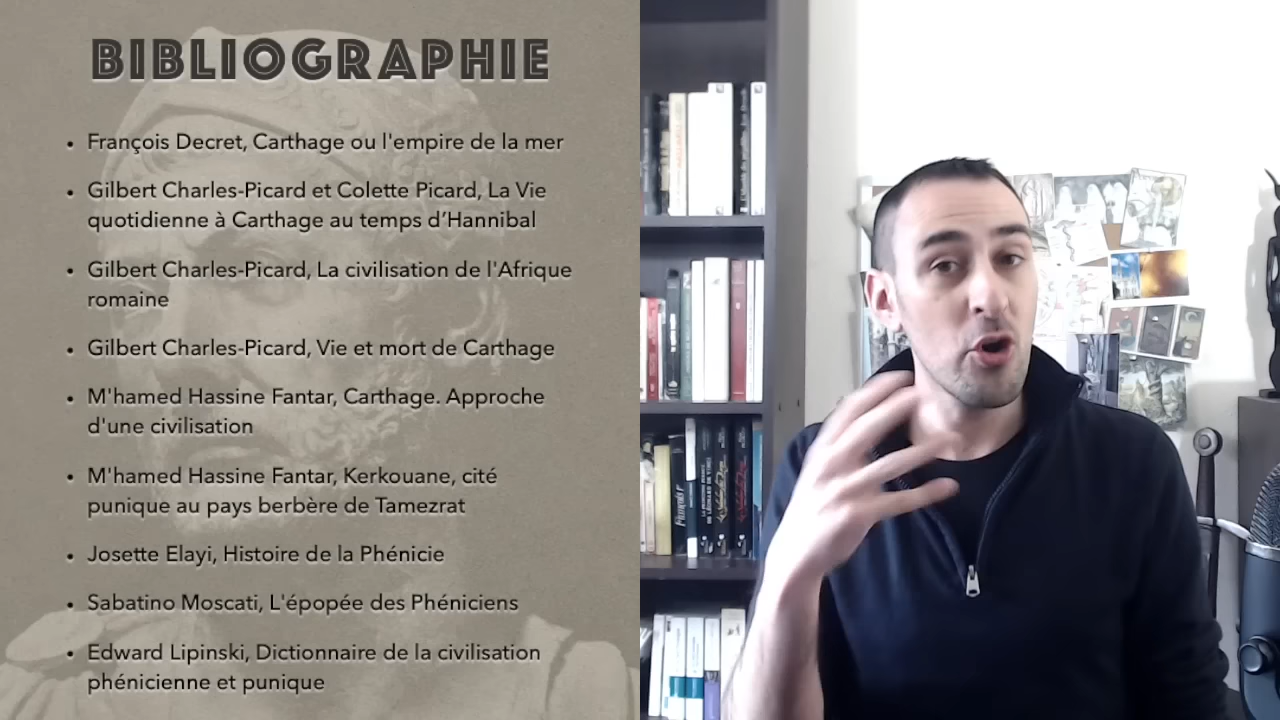 BIBLIOGRAPHIE
• François Decret, Carthage ou l'empire de la mer
• Gilbert Charles-Picard et Colette Picard, La Vie
quotidienne à Carthage au temps d’Hannibal
• Gilbert Charles-Picard, La civilisation de l'Afrique
romaine
• Gilbert Charles-Picard, Vie et mort de Carthage
• M'hamed Hassine Fantar, Carthage. Approche
d'une civilisation
• M'hamed Hassine Fantar, Kerkouane, cité
punique au pays berbère de Tamezrat
• Josette Elayi, Histoire de la Phénicie
• Sabatino Moscati, L'épopée des Phéniciens
• Edward Lipinski, Dictionnaire de la civilisation
phénicienne et punique